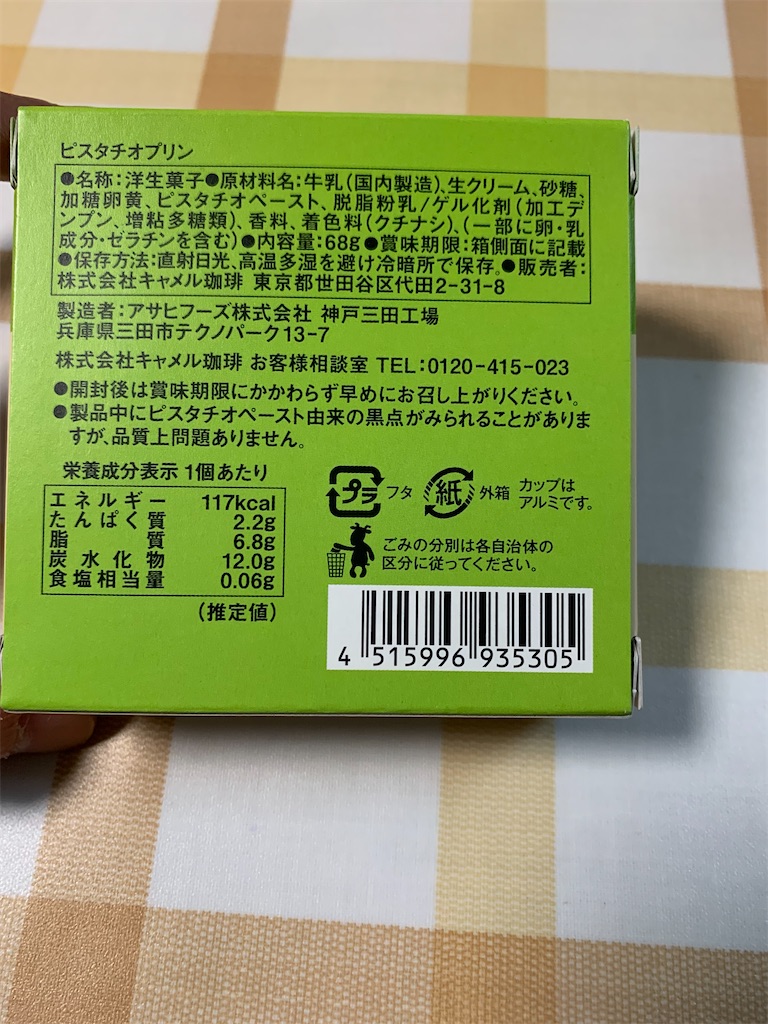 ピスタチオプリン
●名称:洋生菓子●原材料名:牛乳(国内製造)、生クリーム、砂糖、
加糖卵黄、ピスタチオペースト、脱脂粉乳/ゲル化剤(加工デ
ンプン、増粘多糖類)、香料、着色料(クチナシ)、(一部に卵・乳
成分・ゼラチンを含む)●内容量:68g●賞味期限:箱側面に記載
●保存方法:直射日光、高温多湿を避け冷暗所で保存。●販売者:
株式会社キャメル珈琲 東京都世田谷区代田2-31-8
製造者:アサヒフーズ株式会社 神戸三田工場
兵庫県三田市テクノパーク13-7
株式会社キャメル珈琲 お客様相談室 TEL:0120-415-023
●開封後は賞味期限にかかわらず早めにお召し上がりください。
●製品中にピスタチオペースト由来の黒点がみられることがありま
すが、品質上問題ありません。
栄養成分表示 1個あたり
エネルギー 117kcal
たんぱく質 2.2g
脂質 6.8g
炭水化物 12.0g
食塩相当量 0.06g
(推定値)
プラ フタ 紙 外箱 カップは
アルミです。
ごみの分別は各自治体の
区分に従ってください。
4 515996 935305